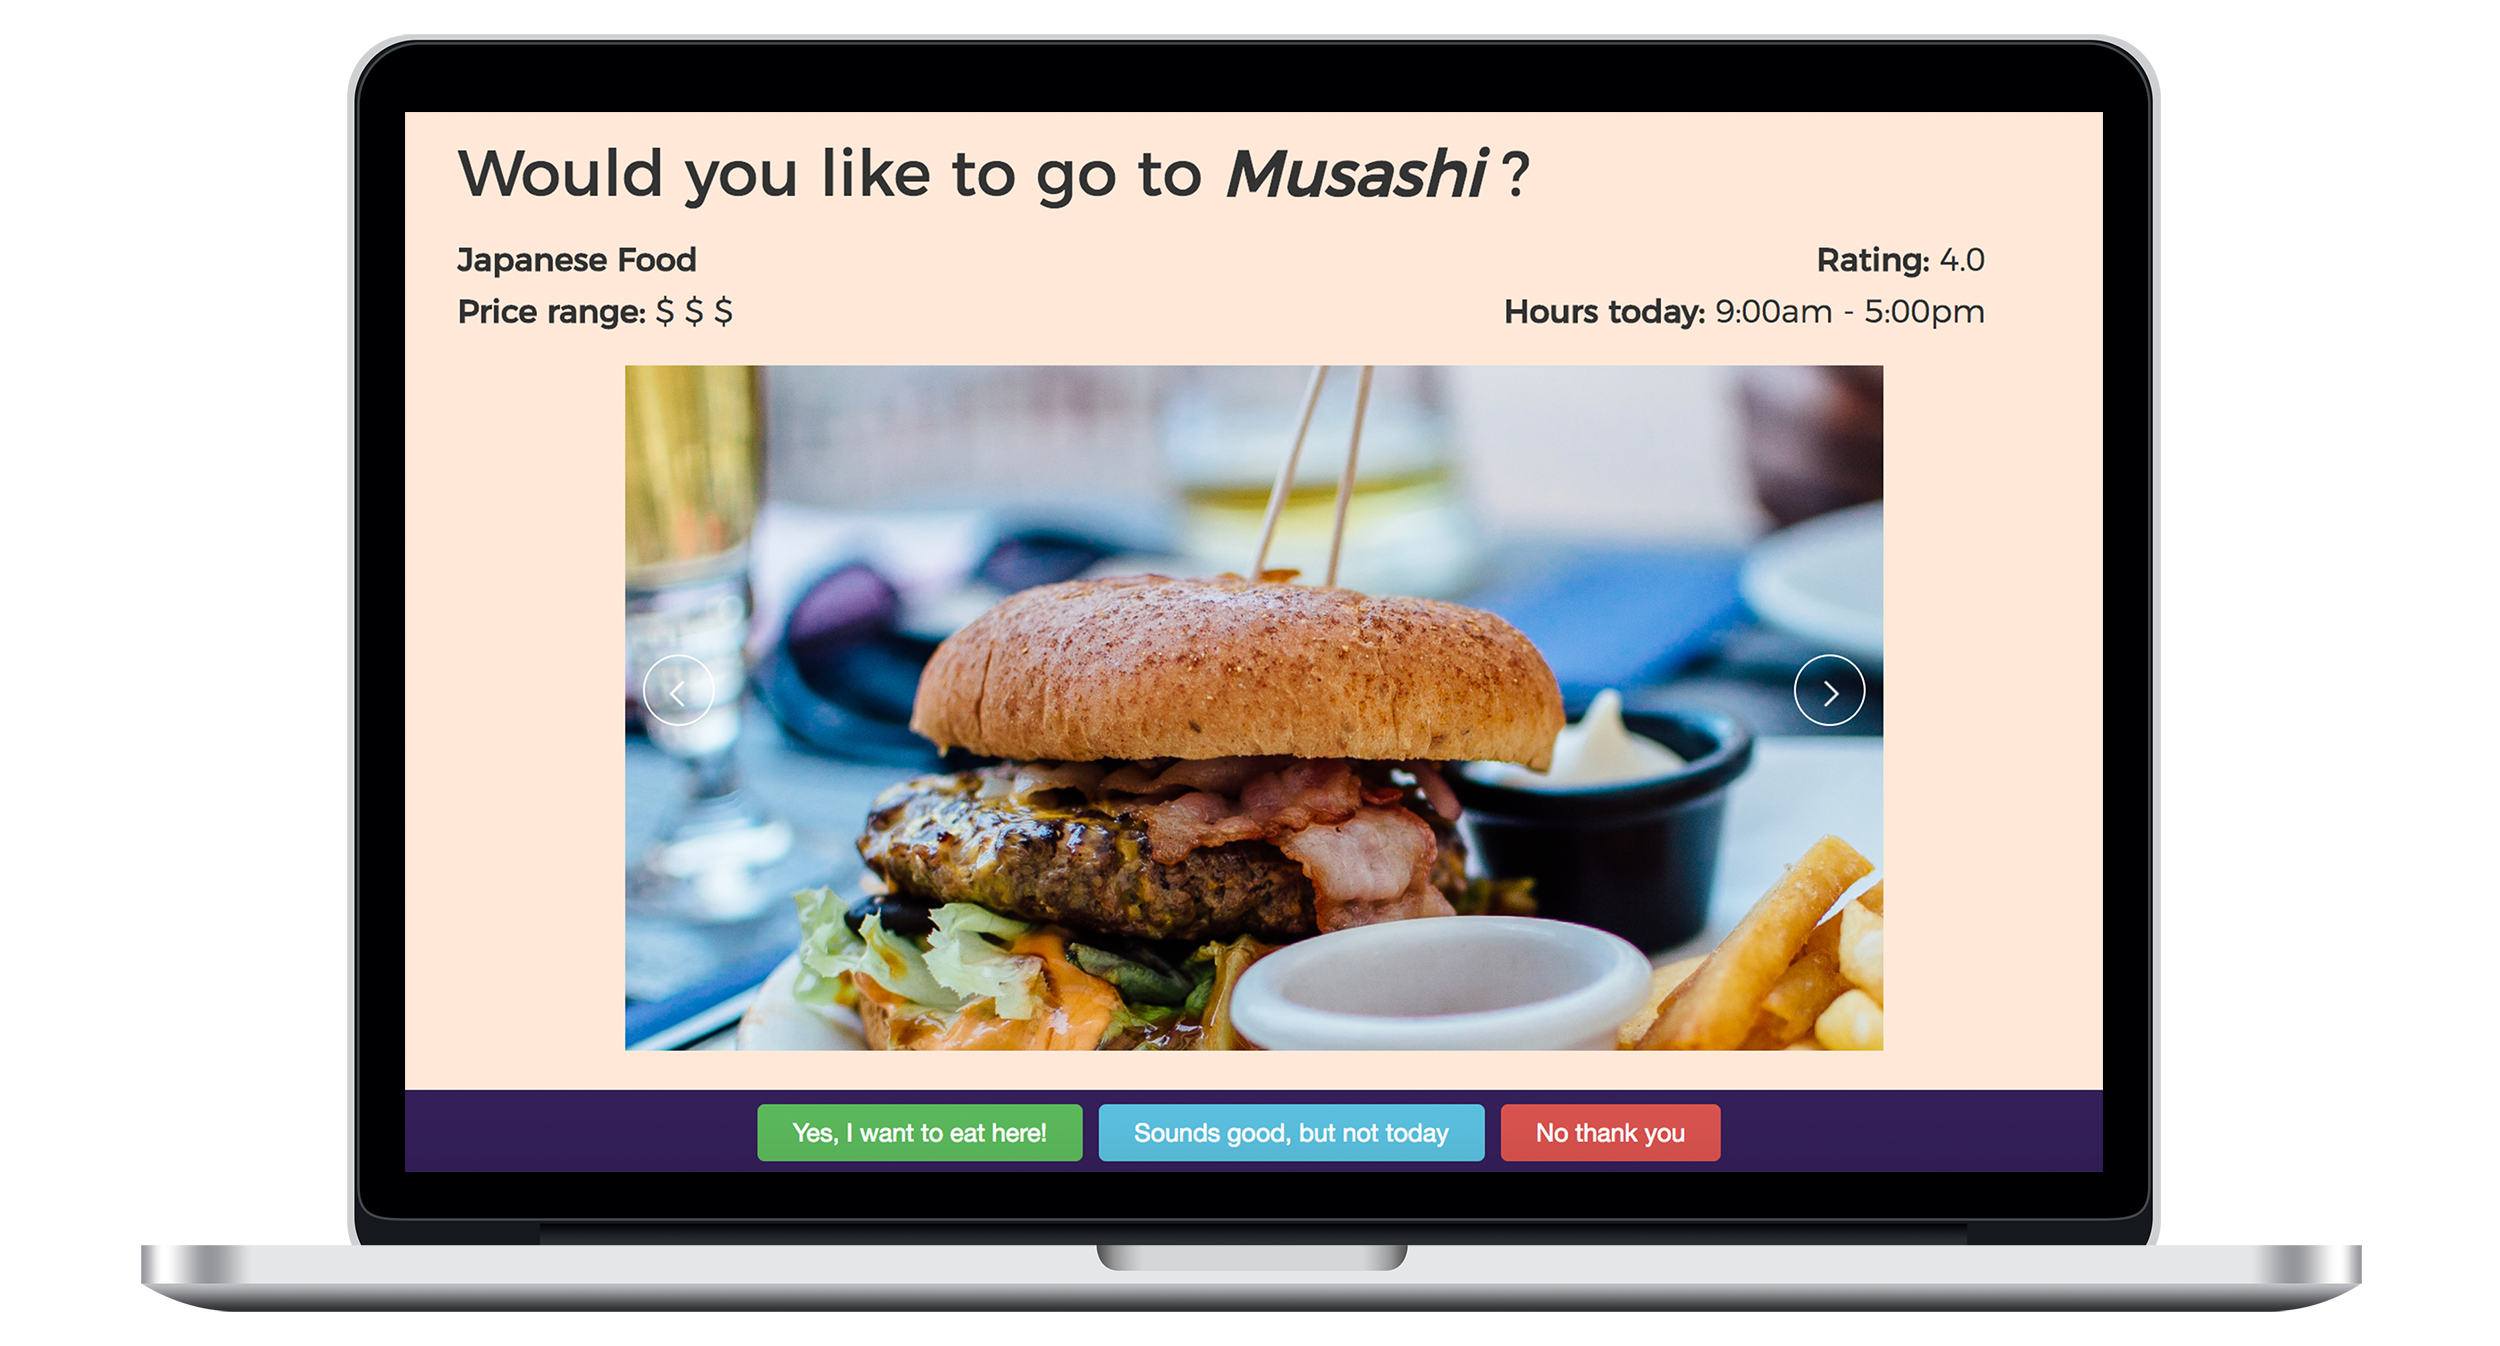 Would you like to go to Musashi ?
Japanese Food
Rating: 4.0
Price range: $ $ $
Hours today: 9:00am - 5:00pm
Yes, I want to eat here!
Sounds good, but not today
No thank you